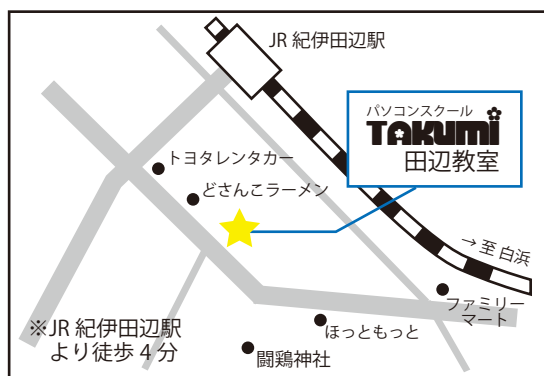 JR 紀伊田辺駅
パソコンスクール
TAKUMI
田辺教室
トヨタレンタカー
どさんこラーメン
→ 至 白浜
ファミリー
マート
ほっともっと
闘鶏神社
※JR 紀伊田辺駅
より徒歩 4 分